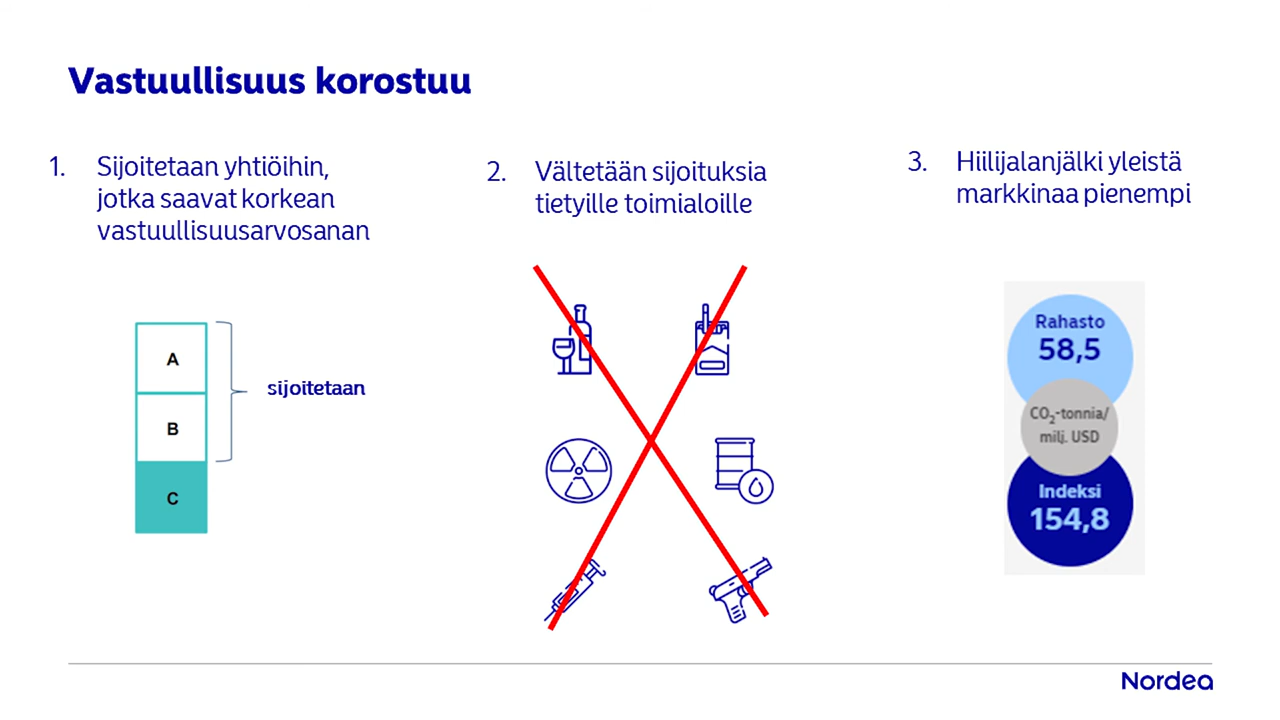 Vastuullisuus korostuu
1. Sijoitetaan yhtiöihin,
jotka saavat korkean
vastuullisuusarvosanan
A
B
C
sijoitetaan
2. Vältetään sijoituksia
tietyille toimialoille
3. Hiilijalanjälki yleistä
markkinaa pienempi
Rahasto
58,5
CO₂-tonnia/
milj. USD
Indeksi
154,8
Nordea